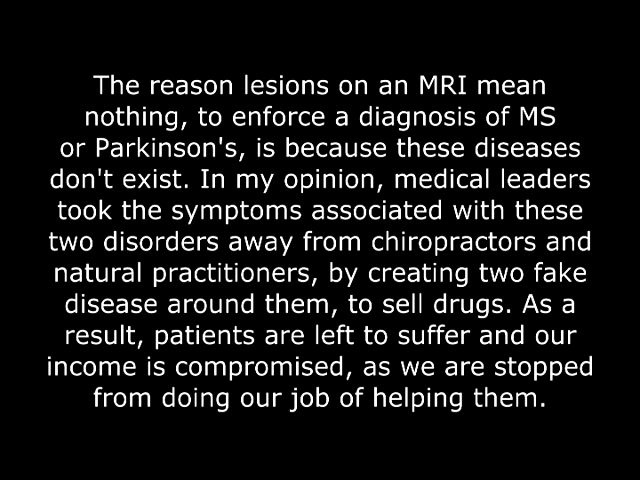 The reason lesions on an MRI mean
nothing, to enforce a diagnosis of MS
or Parkinson's, is because these diseases
don't exist. In my opinion, medical leaders
took the symptoms associated with these
two disorders away from chiropractors and
natural practitioners, by creating two fake
disease around them, to sell drugs. As a
result, patients are left to suffer and our
income is compromised, as we are stopped
from doing our job of helping them.